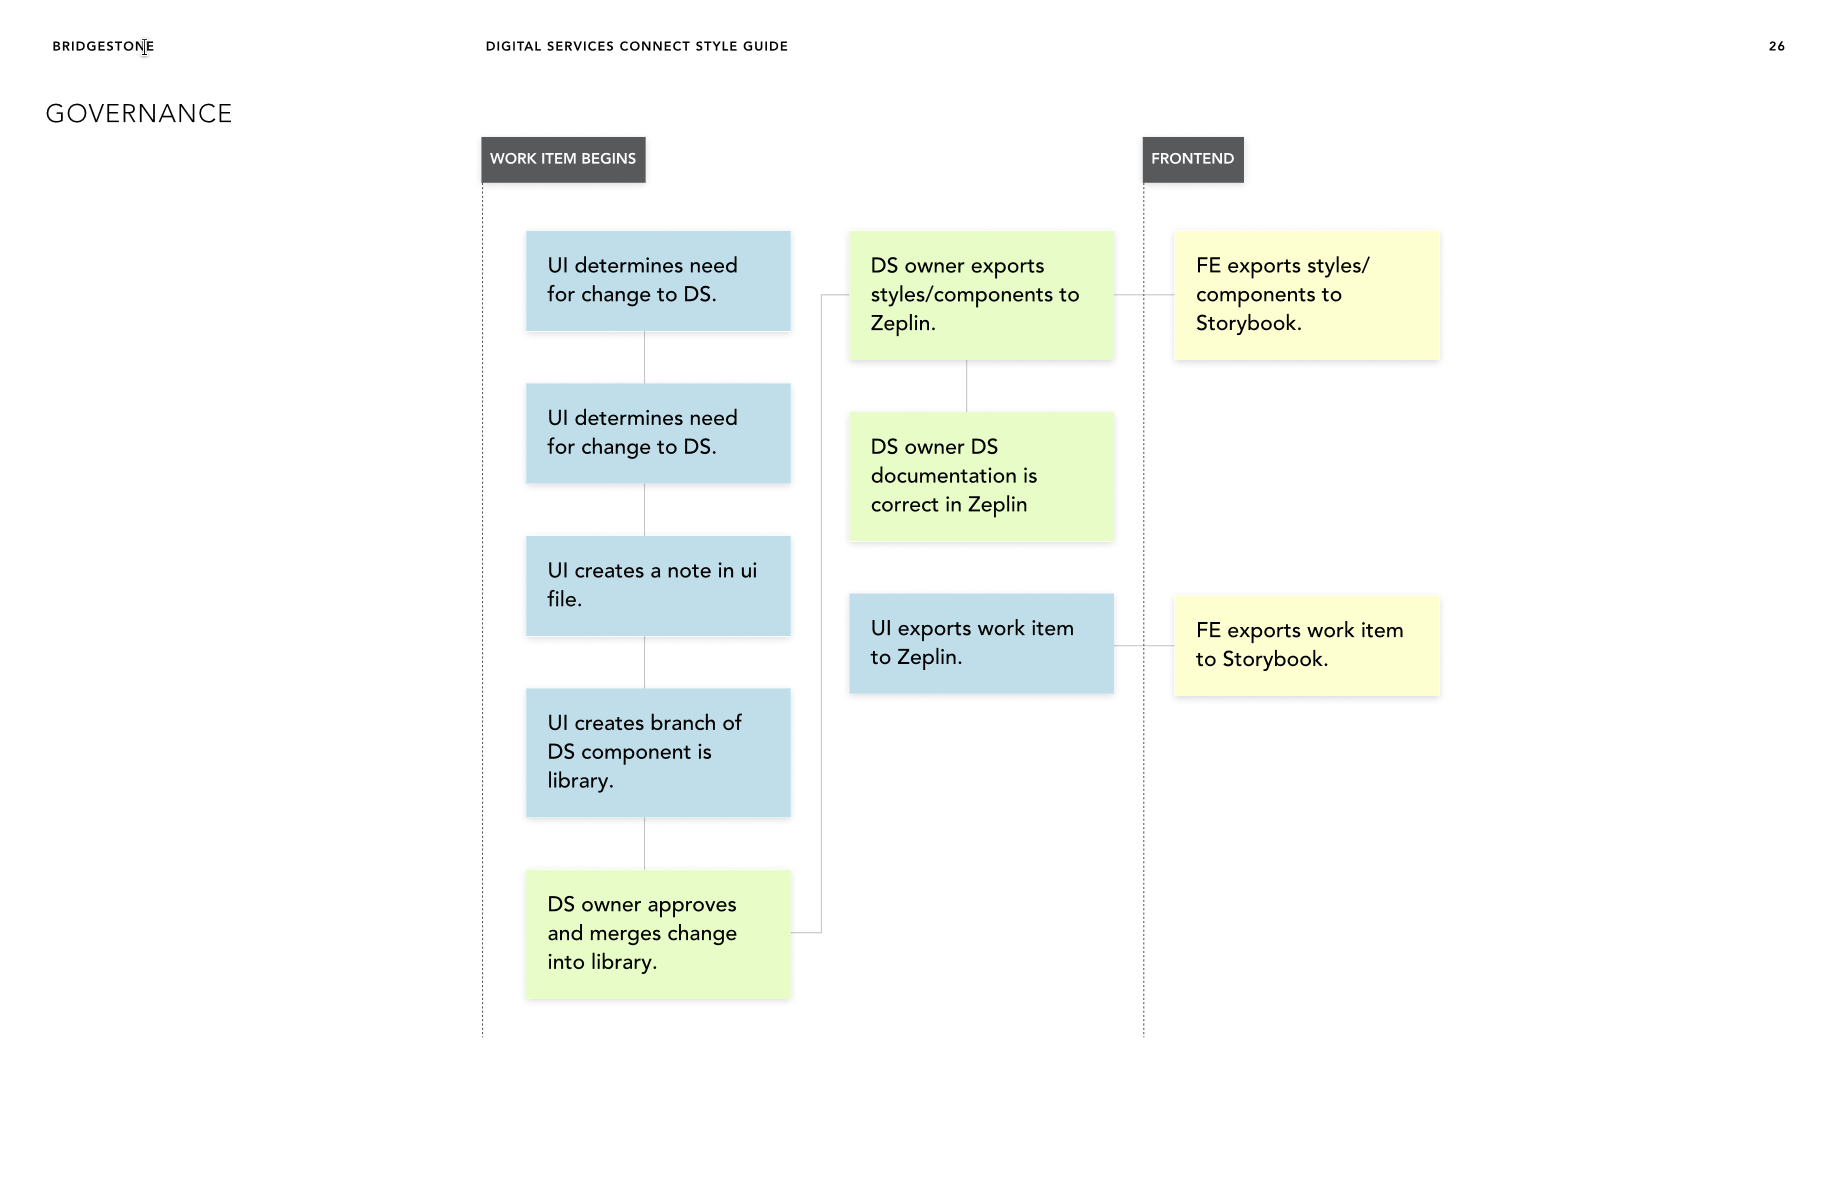 BRIDGESTONE
DIGITAL SERVICES CONNECT STYLE GUIDE
26
GOVERNANCE
WORK ITEM BEGINS
UI determines need
for change to DS.
UI determines need
for change to DS.
UI creates a note in ui
file.
UI creates branch of
DS component is
library.
DS owner approves
and merges change
into library.
DS owner exports
styles/components to
Zeplin.
DS owner DS
documentation is
correct in Zeplin
UI exports work item
to Zeplin.
FRONTEND
FE exports styles/
components to
Storybook.
FE exports work item
to Storybook.